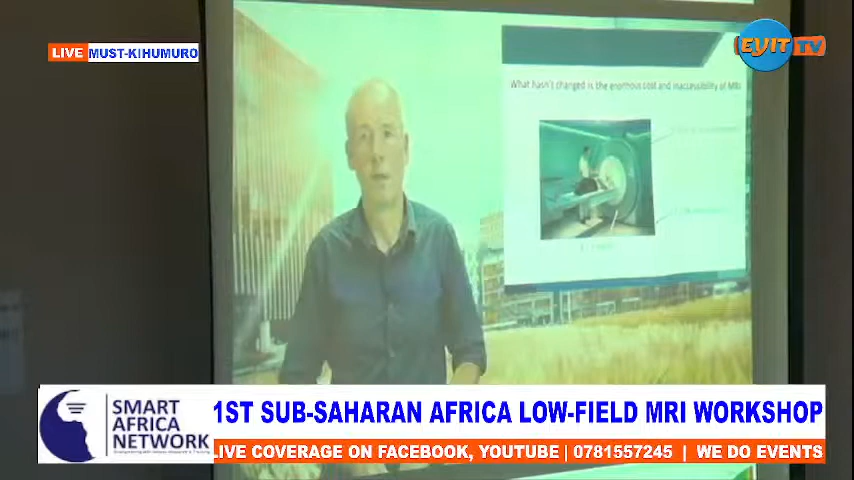 LIVE MUST-KIHUMURO
EYIT TV
What hasn't changed is the enormous cost and inaccessibility of MRI
SMART
AFRICA
NETWORK
1ST SUB-SAHARAN AFRICA LOW-FIELD MRI WORKSHOP
LIVE COVERAGE ON FACEBOOK, YOUTUBE | 0781557245 | WE DO EVENTS